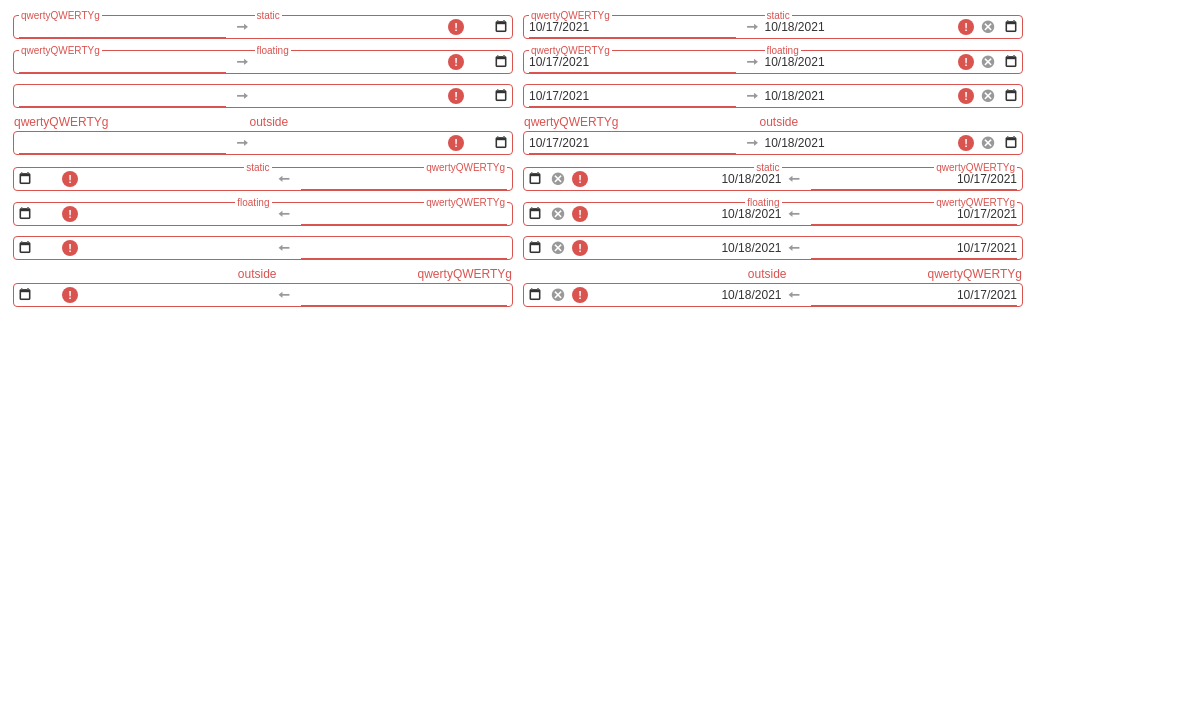 qwertyQWERTYg static qwertyQWERTYg static
10/17/2021 10/18/2021
qwertyQWERTYg floating qwertyQWERTYg floating
10/17/2021 10/18/2021
10/17/2021 10/18/2021
qwertyQWERTYg outside qwertyQWERTYg outside
10/17/2021 10/18/2021
static qwertyQWERTYg static qwertyQWERTYg
10/18/2021 10/17/2021
floating qwertyQWERTYg floating qwertyQWERTYg
10/18/2021 10/17/2021
10/18/2021 10/17/2021
outside qwertyQWERTYg outside qwertyQWERTYg
10/18/2021 10/17/2021